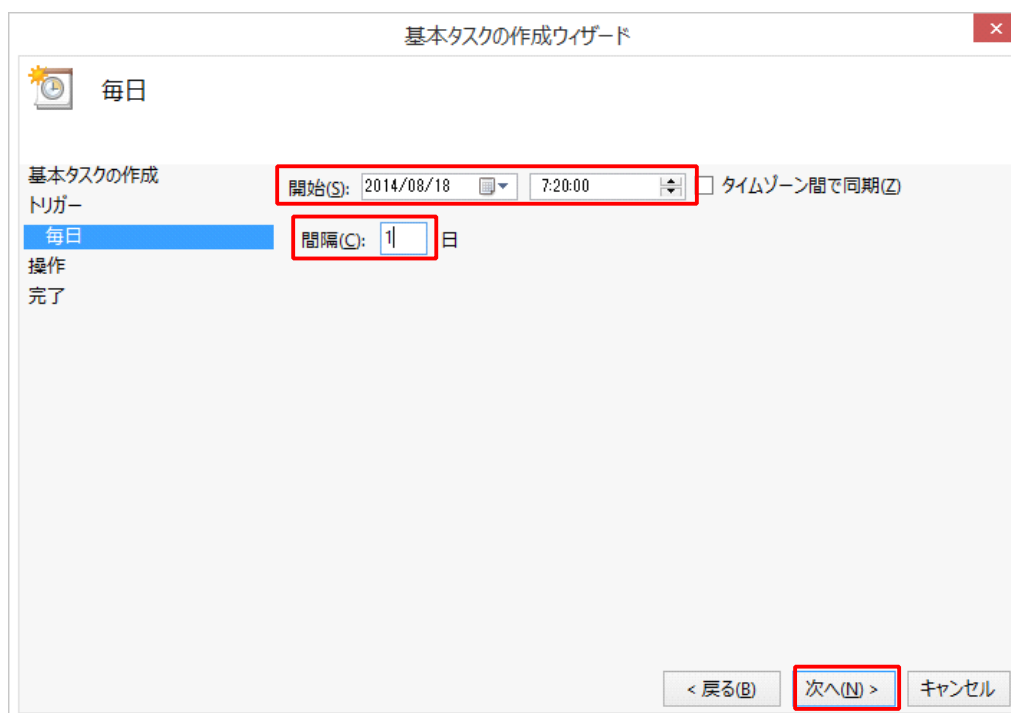 基本タスクの作成ウィザード
毎日
基本タスクの作成
トリガー
毎日
操作
完了
開始(S): 2014/08/18 7:20:00 タイムゾーン間で同期(Z)
間隔(C): 1 日
< 戻る(B) 次へ(N) > キャンセル